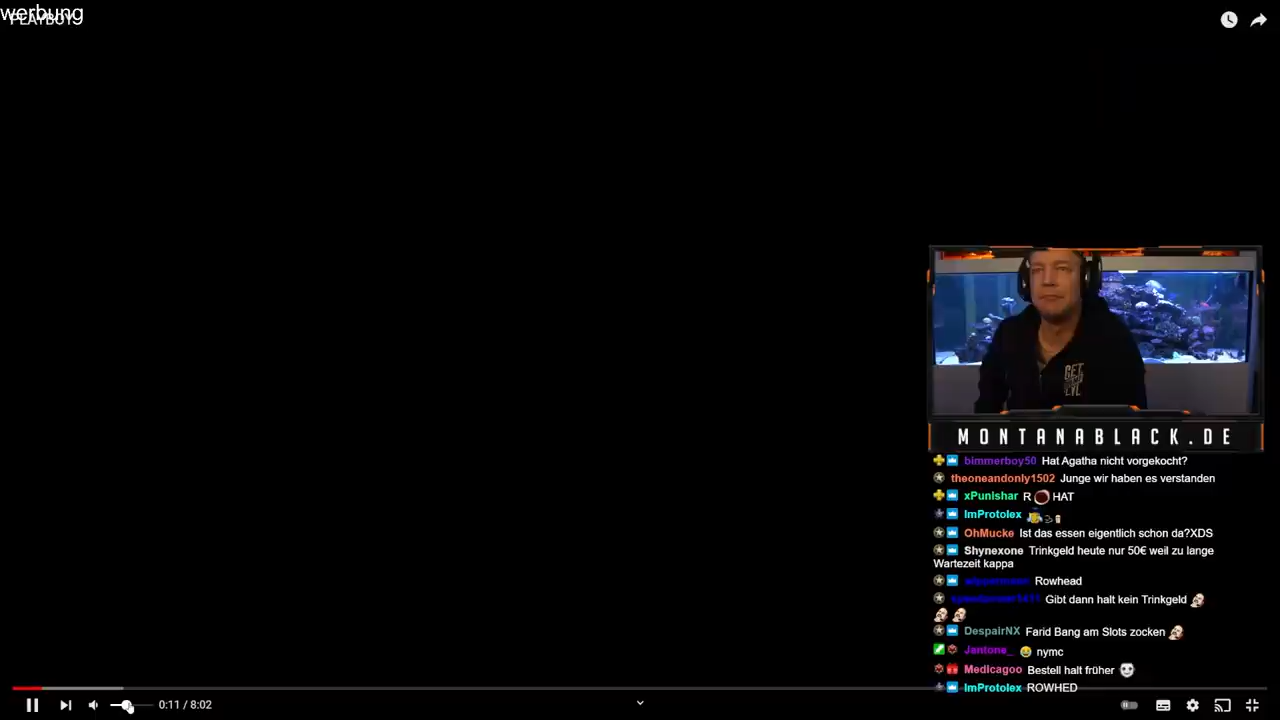 werbung
PLAYBOY
GET
LVL
MONTANABLACK.DE
bimmerboy50 Hat Agatha nicht vorgekocht?
theoneandonly1502 Junge wir haben es verstanden
xPunishar R HAT
ImProtolex
OhMucke Ist das essen eigentlich schon da?XDS
Shynexone Trinkgeld heute nur 50€ weil zu lange
Wartezeit kappa
Rowhead
Gibt dann halt kein Trinkgeld
DespairNX Farid Bang am Slots zocken
Jantone_ nymc
Medicagoo Bestell halt früher
ImProtolex ROWHED
0:11 / 8:02